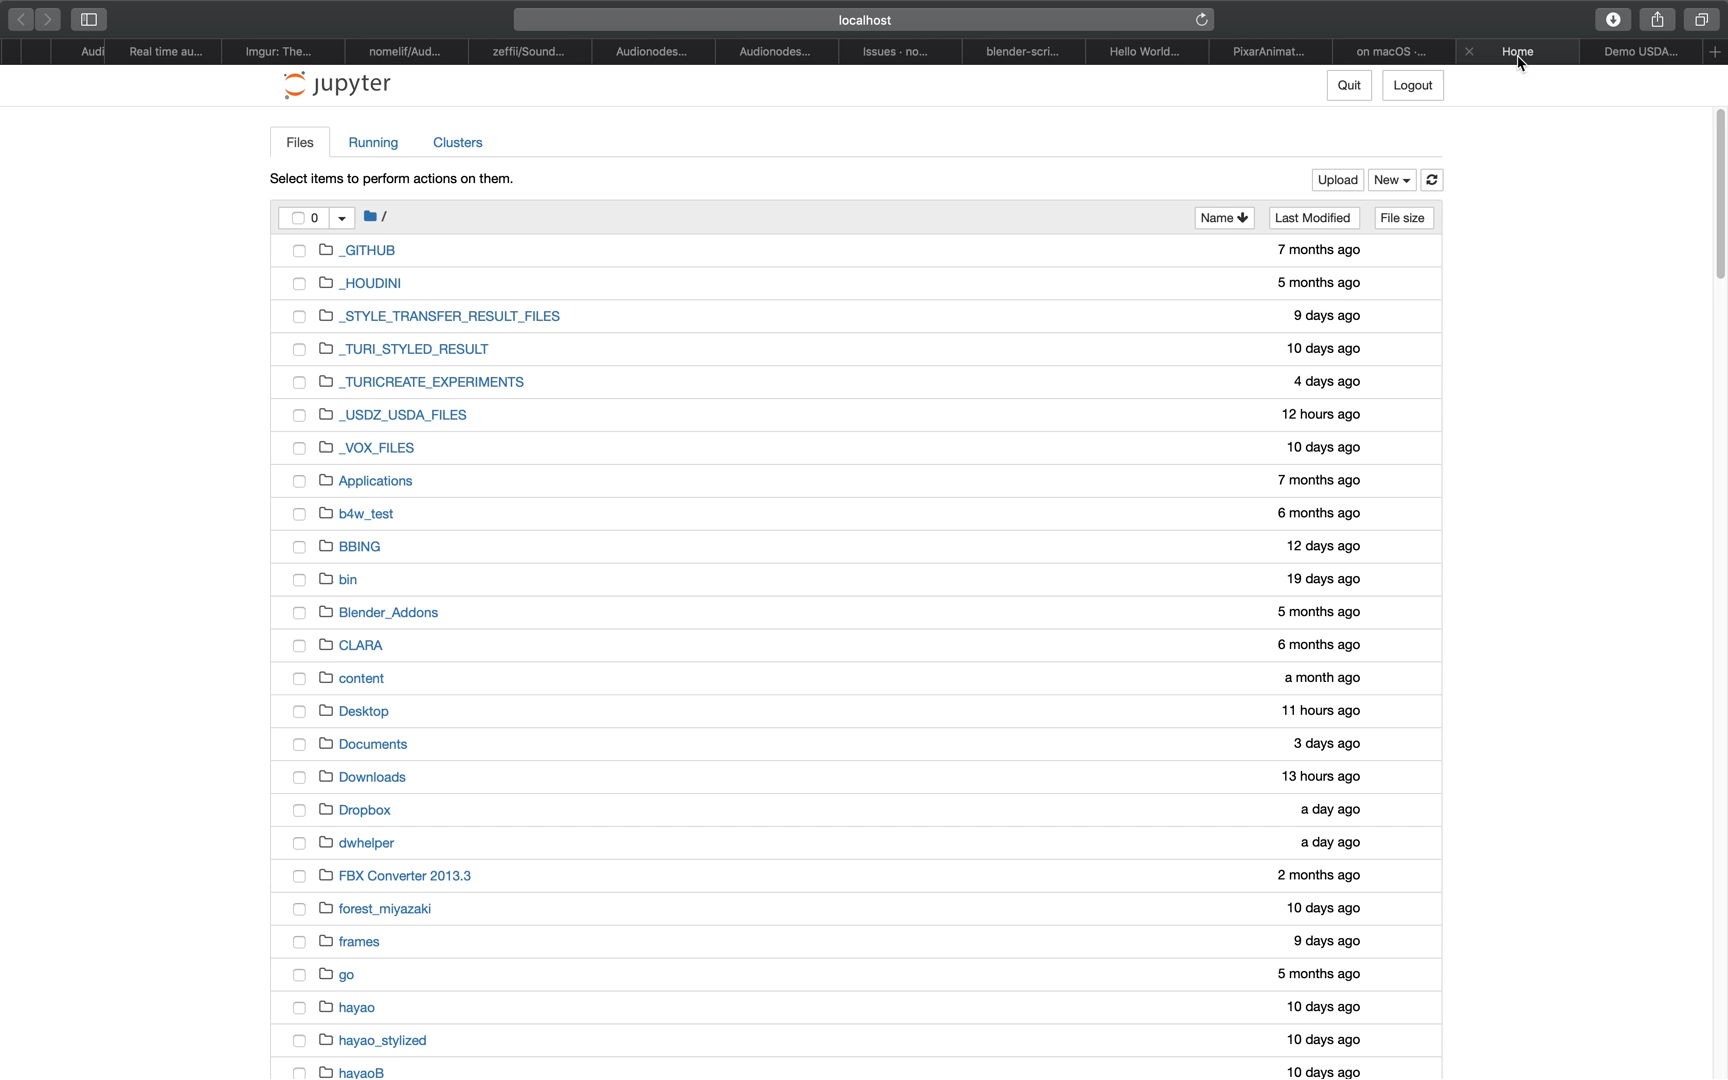 localhost
Audi
Real time au...
Imgur: The...
nomelif/Aud...
zeffii/Sound...
Audionodes...
Audionodes...
Issues · no...
blender-scri...
Hello World...
PixarAnimat...
on macOS ·...
Home
Demo USDA...
jupyter
Quit
Logout
Files
Running
Clusters
Select items to perform actions on them.
Upload
New
0
/
Name
Last Modified
File size
_GITHUB 7 months ago
_HOUDINI 5 months ago
_STYLE_TRANSFER_RESULT_FILES 9 days ago
_TURI_STYLED_RESULT 10 days ago
_TURICREATE_EXPERIMENTS 4 days ago
_USDZ_USDA_FILES 12 hours ago
_VOX_FILES 10 days ago
Applications 7 months ago
b4w_test 6 months ago
BBING 12 days ago
bin 19 days ago
Blender_Addons 5 months ago
CLARA 6 months ago
content a month ago
Desktop 11 hours ago
Documents 3 days ago
Downloads 13 hours ago
Dropbox a day ago
dwhelper a day ago
FBX Converter 2013.3 2 months ago
forest_miyazaki 10 days ago
frames 9 days ago
go 5 months ago
hayao 10 days ago
hayao_stylized 10 days ago
hayaoB 10 days ago